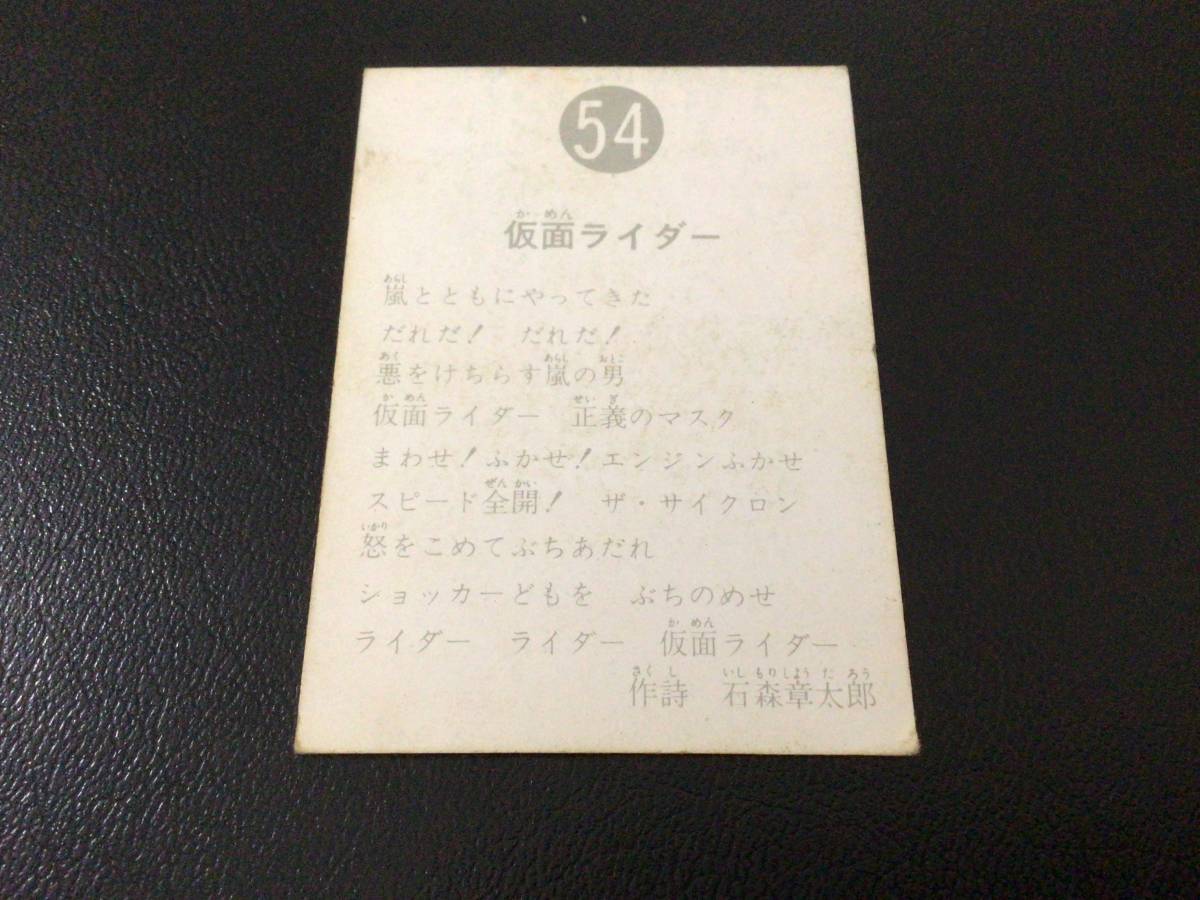 54
仮面ライダー
嵐とともにやってきた
だれだ！　だれだ！
悪をけちらす嵐の男
仮面ライダー　正義のマスク
まわせ！ふかせ！エンジンふかせ
スピード全開！　ザ・サイクロン
怒をこめてぶちあだれ
ショッカーどもを　ぶちのめせ
ライダー　ライダー　仮面ライダー
作詩　石森章太郎